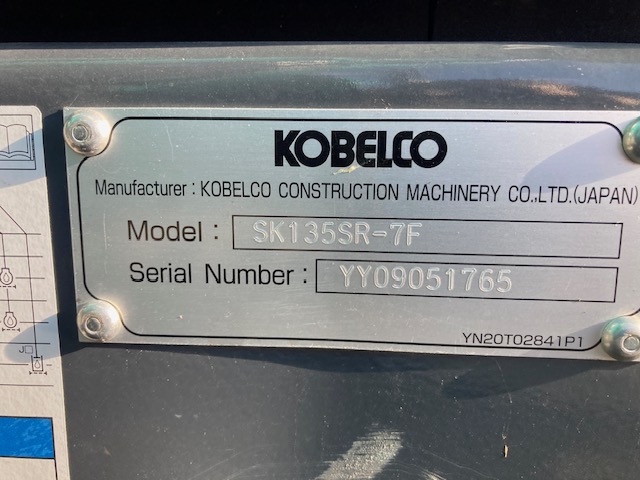 KOBELCO
Manufacturer : KOBELCO CONSTRUCTION MACHINERY CO.,LTD.(JAPAN)
Model : SK135SR-7F
Serial Number : YY09051765
YN20T02841P1